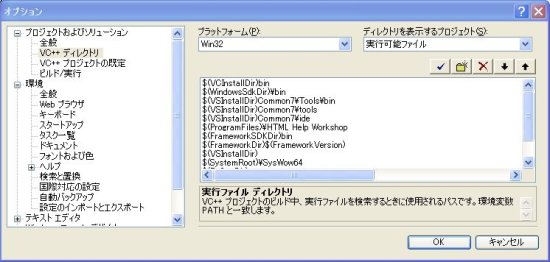 オプション
プロジェクトおよびソリューション
全般
VC++ ディレクトリ
VC++ プロジェクトの既定
ビルド/実行
環境
全般
Web ブラウザ
キーボード
スタートアップ
タスク一覧
ドキュメント
フォントおよび色
ヘルプ
検索と置換
国際対応の設定
自動バックアップ
設定のインポートとエクスポート
テキスト エディタ
プラットフォーム(P):
Win32
ディレクトリを表示するプロジェクト(S):
実行可能ファイル
$(VCInstallDir)bin
$(WindowsSdkDir)¥bin
$(VSInstallDir)Common7¥Tools¥bin
$(VSInstallDir)Common7¥tools
$(VSInstallDir)Common7¥ide
$(ProgramFiles)¥HTML Help Workshop
$(FrameworkSDKDir)bin
$(FrameworkDir)$(FrameworkVersion)
$(VSInstallDir)
$(SystemRoot)¥SysWow64
実行ファイル ディレクトリ
VC++ プロジェクトのビルド中、実行ファイルを検索するときに使用されるパスです。環境変数
PATH と一致します。
OK
キャンセル